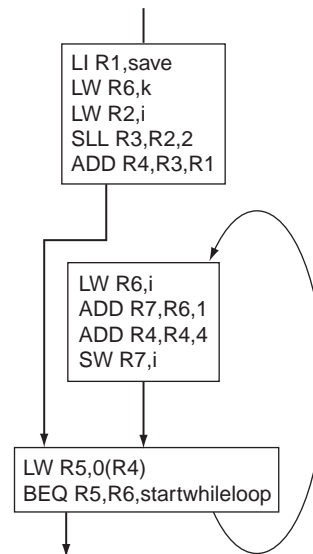 LI R1,save
LW R6,k
LW R2,i
SLL R3,R2,2
ADD R4,R3,R1
LW R6,i
ADD R7,R6,1
ADD R4,R4,4
SW R7,i
LW R5,0(R4)
BEQ R5,R6,startwhileloop